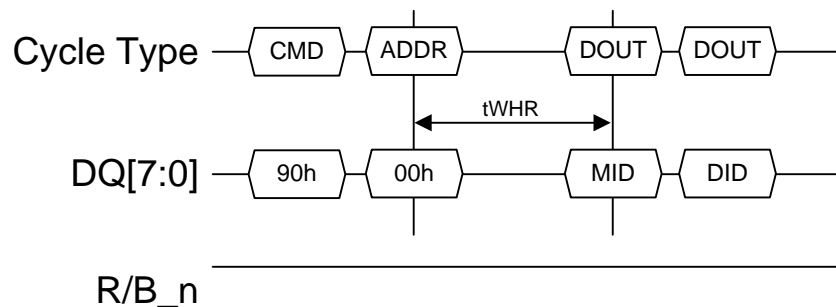 Cycle Type CMD ADDR DOUT DOUT
tWHR
DQ[7:0] 90h 00h MID DID
R/B_n